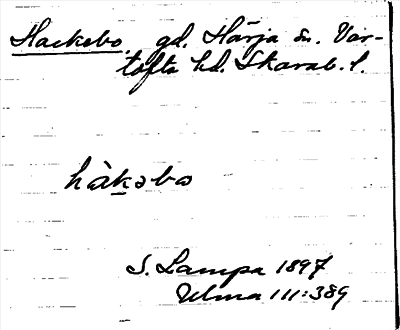 Hackebo, gd. Härja sn. Var-
tofta hd. Skarab. l.
hàkəbo
S. Lampa 1897
Ulma 111:389